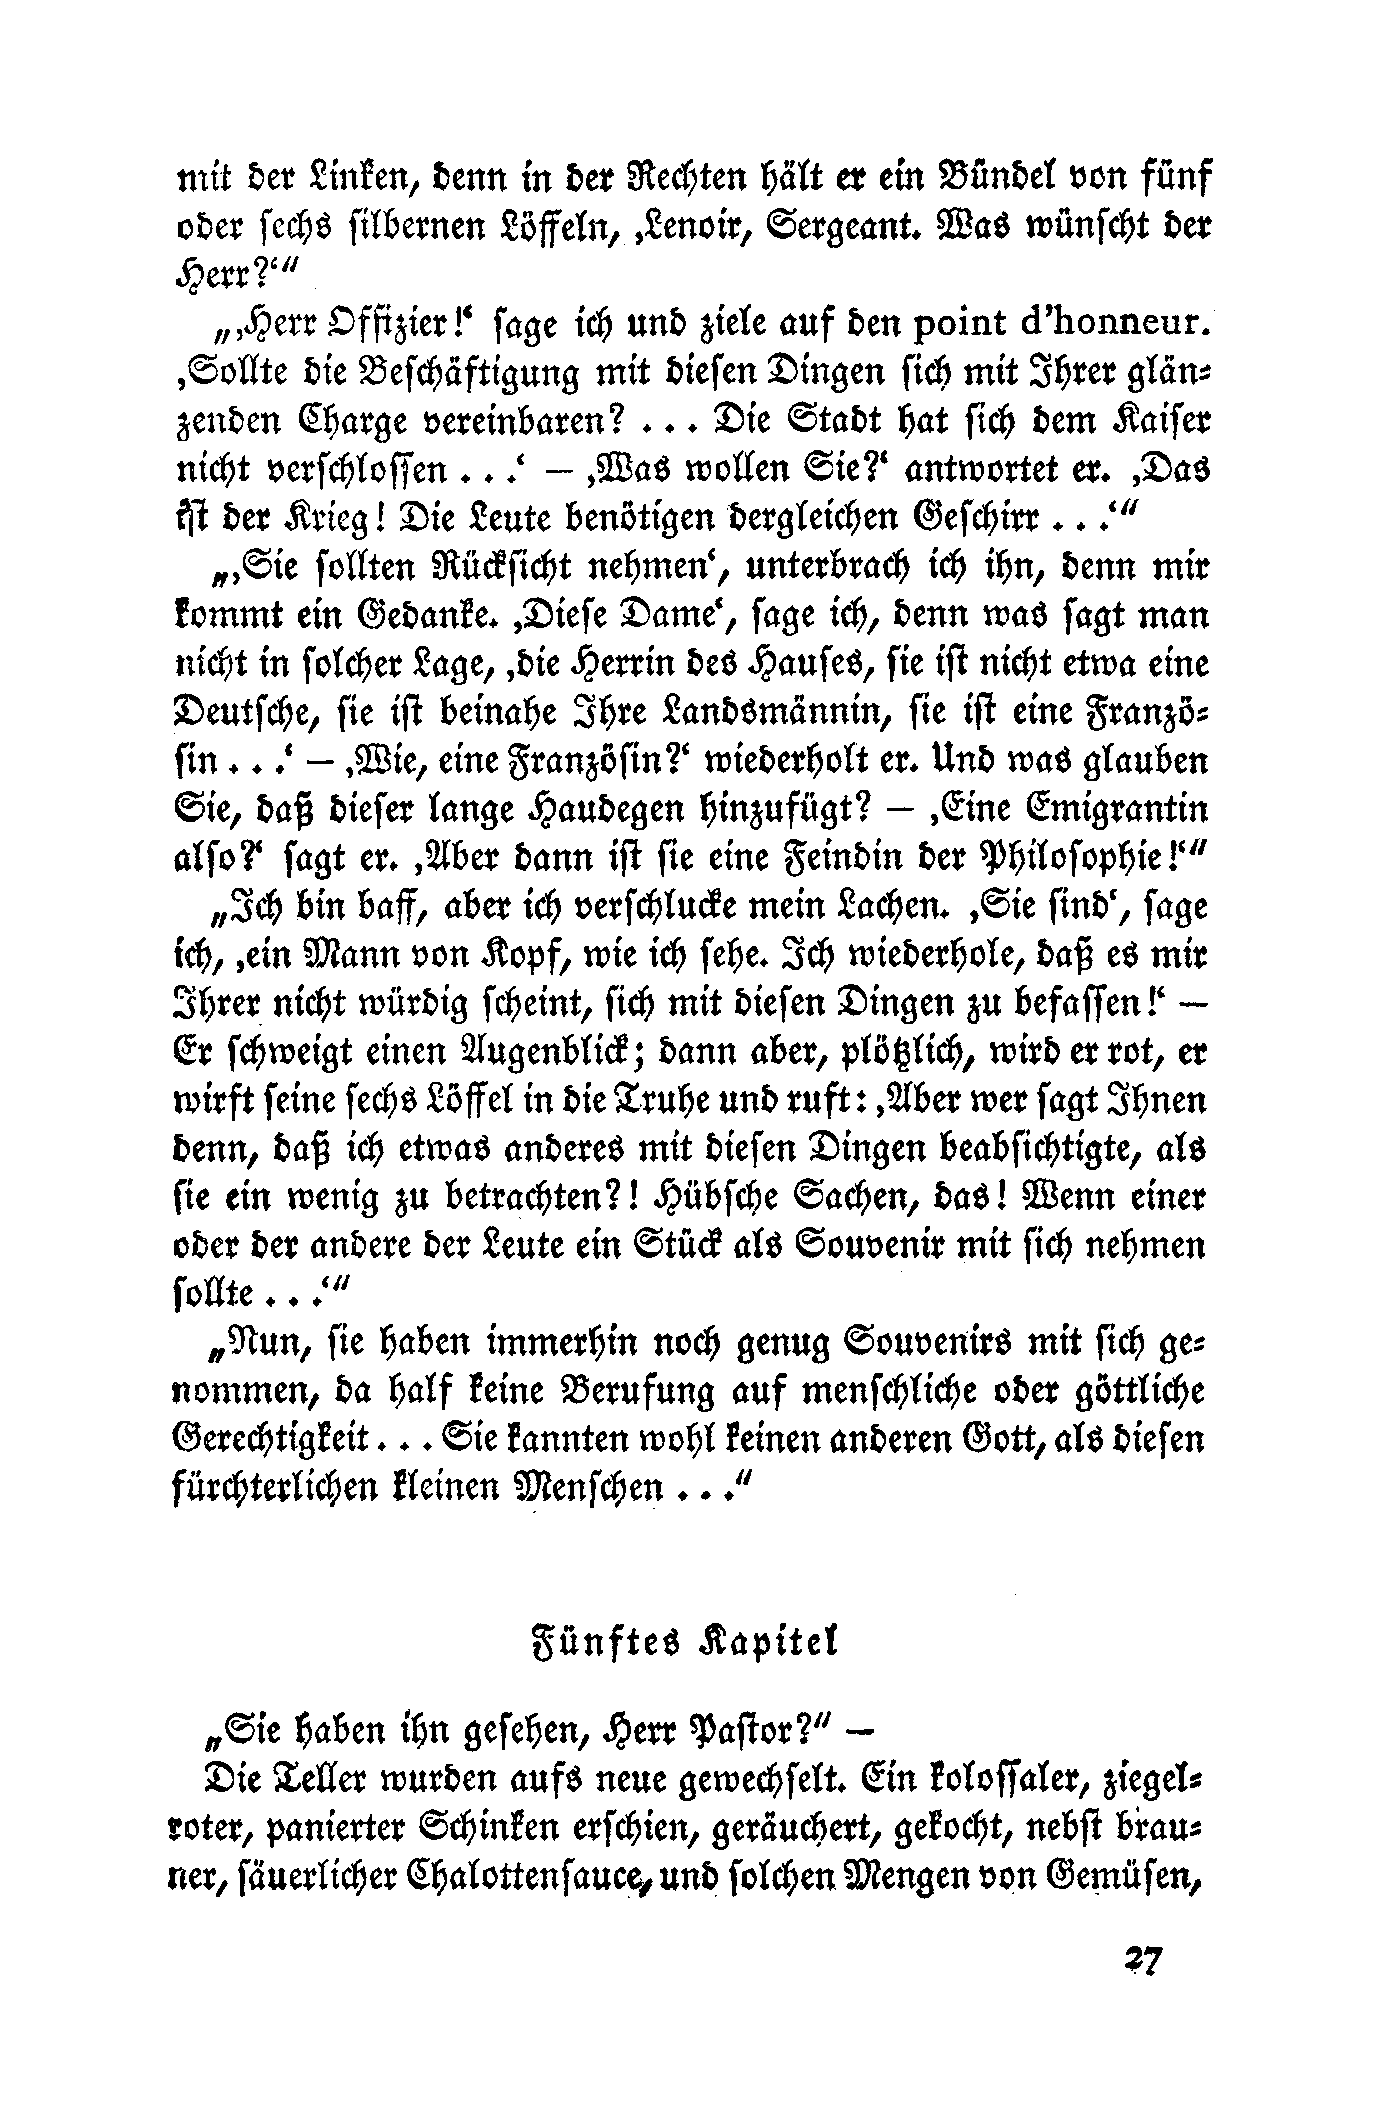 mit der Linken, denn in der Rechten hält er ein Bündel von fünf
oder sechs silbernen Löffeln, ‚Lenoir, Sergeant. Was wünscht der
Herr?‘“
„‚Herr Offizier!‘ sage ich und ziele auf den point d'honneur.
‚Sollte die Beschäftigung mit diesen Dingen sich mit Ihrer glän-
zenden Charge vereinbaren? . . . Die Stadt hat sich dem Kaiser
nicht verschlossen . . .‘ — ‚Was wollen Sie?‘ antwortet er. ‚Das
ist der Krieg! Die Leute benötigen dergleichen Geschirr . . .‘“
„‚Sie sollten Rücksicht nehmen‘, unterbrach ich ihn, denn mir
kommt ein Gedanke. ‚Diese Dame‘, sage ich, denn was sagt man
nicht in solcher Lage, ‚die Herrin des Hauses, sie ist nicht etwa eine
Deutsche, sie ist beinahe Ihre Landsmännin, sie ist eine Franzö-
sin . . .‘ — ‚Wie, eine Französin?‘ wiederholt er. Und was glauben
Sie, daß dieser lange Haudegen hinzufügt? — ‚Eine Emigrantin
also?‘ sagt er. ‚Aber dann ist sie eine Feindin der Philosophie!‘“
„Ich bin baff, aber ich verschlucke mein Lachen. ‚Sie sind‘, sage
ich, ‚ein Mann von Kopf, wie ich sehe. Ich wiederhole, daß es mir
Ihrer nicht würdig scheint, sich mit diesen Dingen zu befassen!‘ —
Er schweigt einen Augenblick; dann aber, plötzlich, wird er rot, er
wirft seine sechs Löffel in die Truhe und ruft: ‚Aber wer sagt Ihnen
denn, daß ich etwas anderes mit diesen Dingen beabsichtigte, als
sie ein wenig zu betrachten?! Hübsche Sachen, das! Wenn einer
oder der andere der Leute ein Stück als Souvenir mit sich nehmen
sollte . . .‘“
„Nun, sie haben immerhin noch genug Souvenirs mit sich ge-
nommen, da half keine Berufung auf menschliche oder göttliche
Gerechtigkeit . . . Sie kannten wohl keinen anderen Gott, als diesen
fürchterlichen kleinen Menschen . . .“
Fünftes Kapitel
„Sie haben ihn gesehen, Herr Pastor?“ —
Die Teller wurden aufs neue gewechselt. Ein kolossaler, ziegel-
roter, panierter Schinken erschien, geräuchert, gekocht, nebst brau-
ner, säuerlicher Chalottensauce, und solchen Mengen von Gemüsen,
27